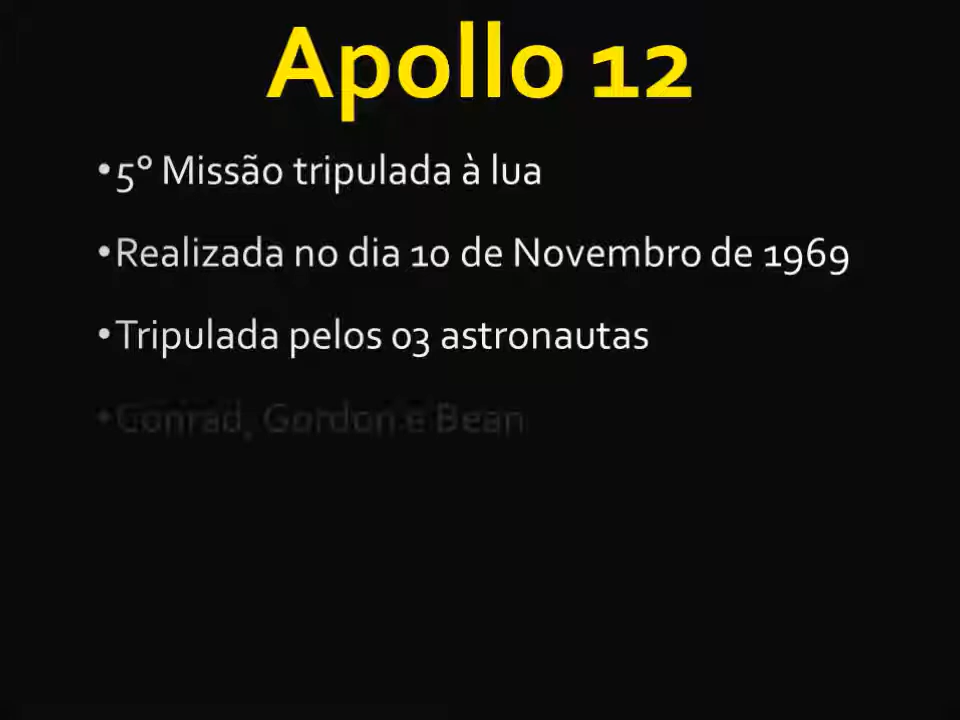 Apollo 12
•5° Missão tripulada à lua
•Realizada no dia 10 de Novembro de 1969
•Tripulada pelos 03 astronautas
•Conrad, Gordon e Bean